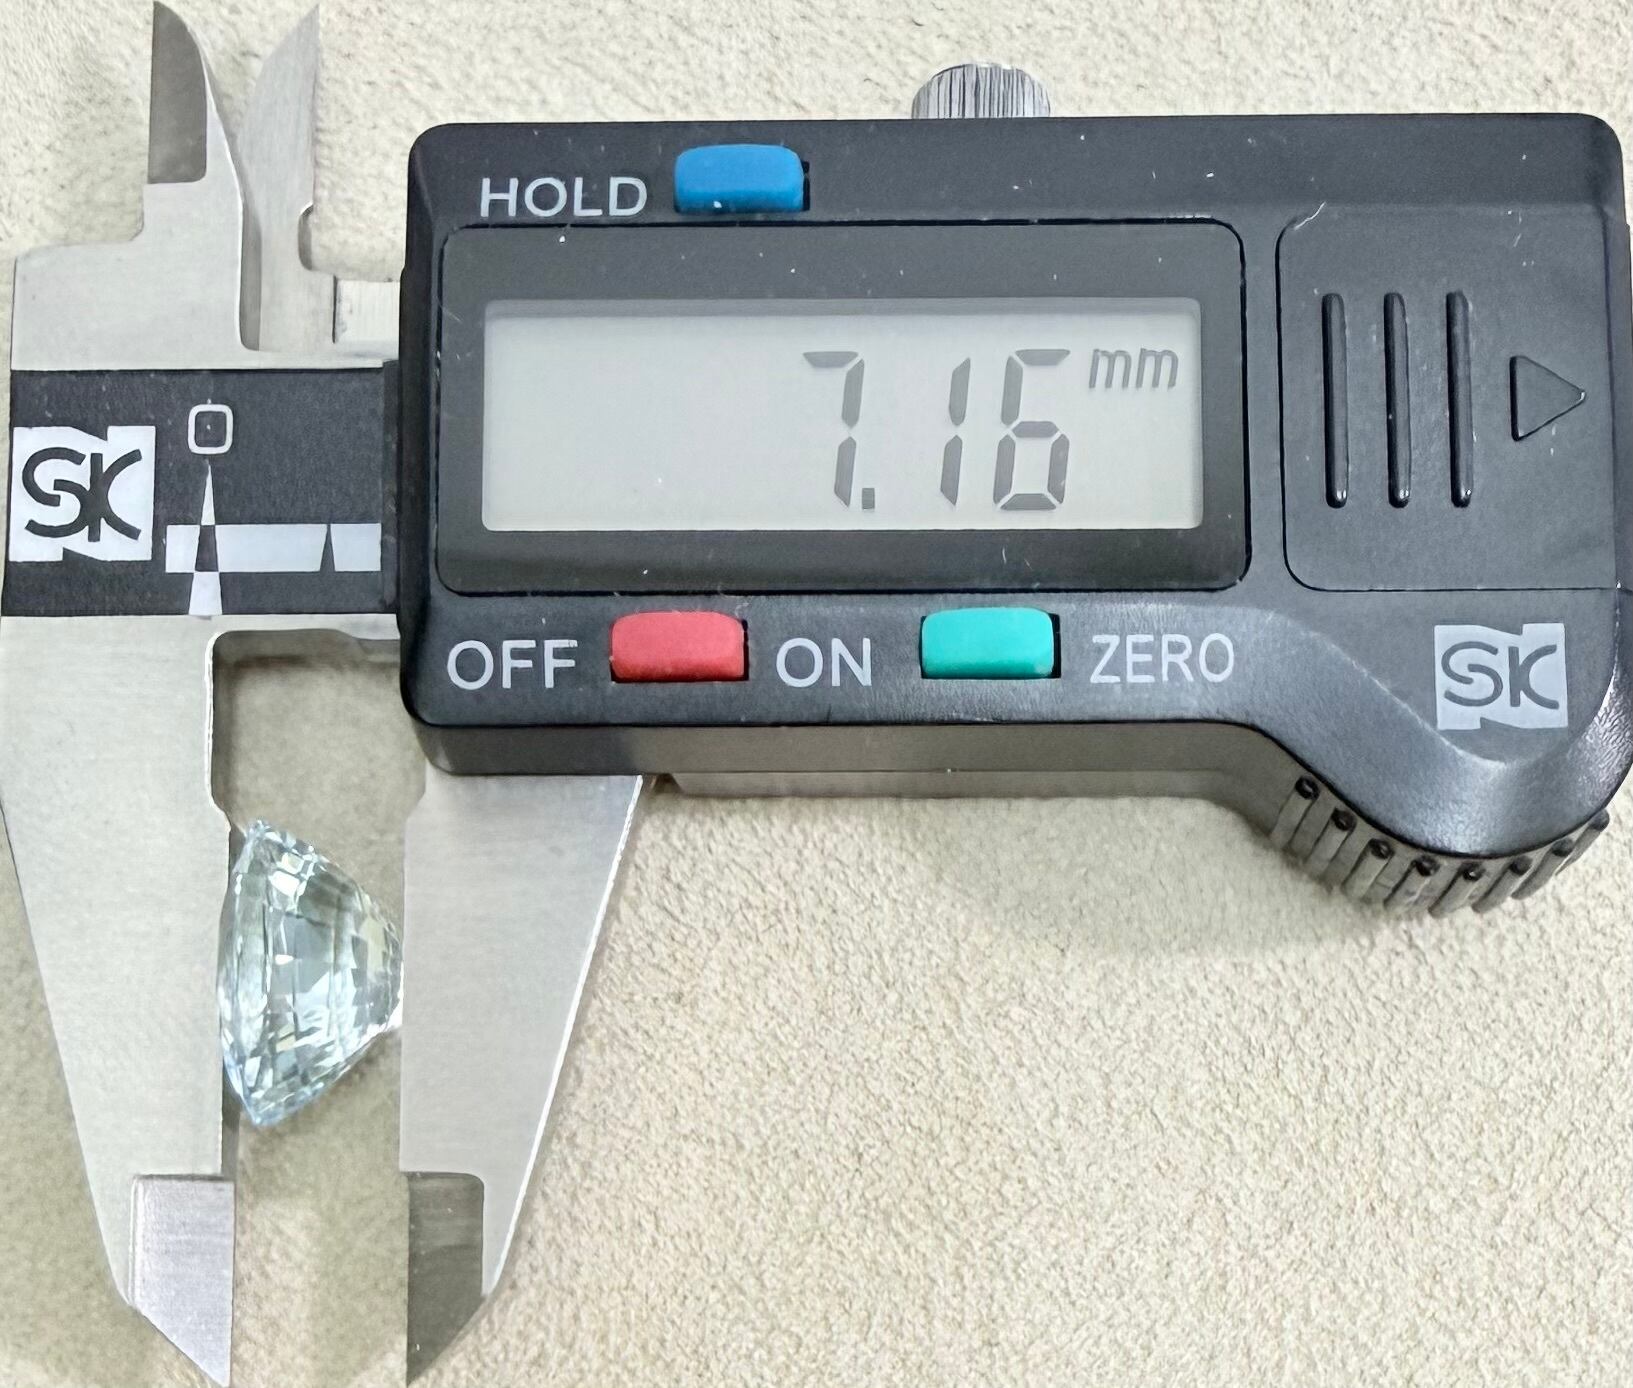 HOLD
7.16 mm
0
SK
OFF ON ZERO
SK